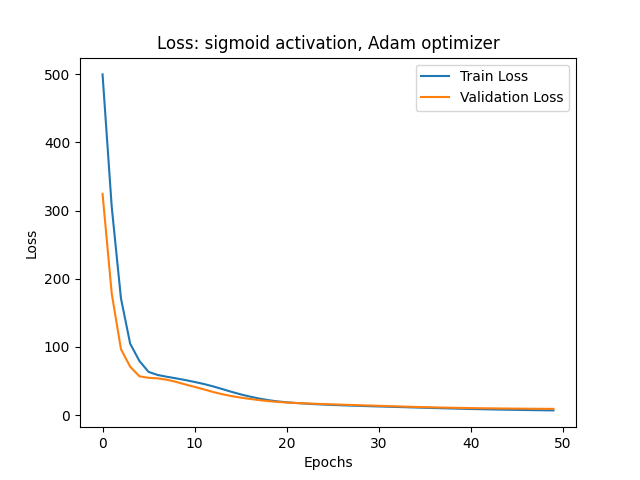 Loss: sigmoid activation, Adam optimizer
Train Loss
Validation Loss
500
400
300
200
100
0
Loss
0 10 20 30 40 50
Epochs